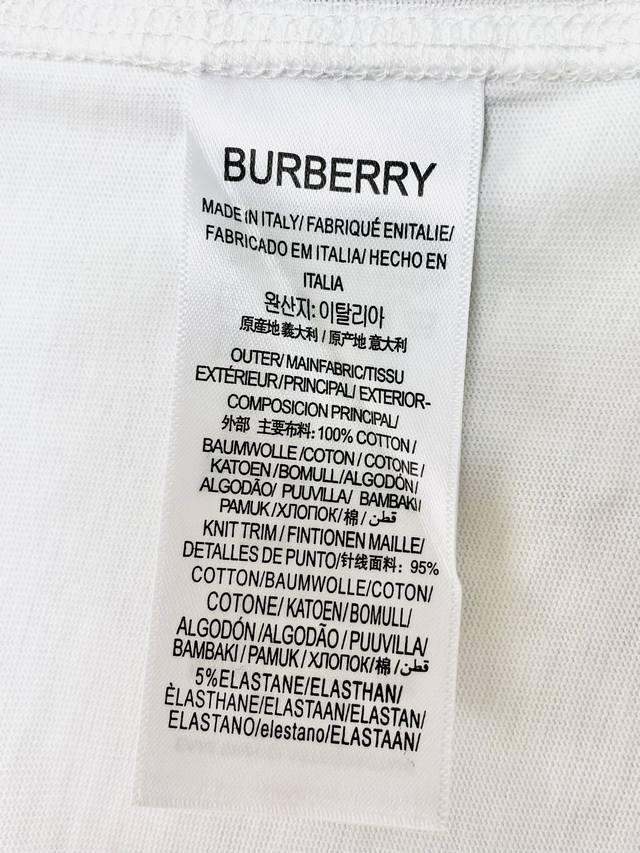 BURBERRY
MADE IN ITALY/ FABRIQUÉ ENITALIE/
FABRICADO EM ITALIA/ HECHO EN
ITALIA
완산지: 이탈리아
原産地 義大利 / 原产地 意大利
OUTER/ MAINFABRIC/TISSU
EXTÉRIEUR/PRINCIPAL/ EXTERIOR-
COMPOSICION PRINCIPAL/
外部 主要布料: 100% COTTON /
BAUMWOLLE /COTON / COTONE /
KATOEN /BOMULL/ ALGODÓN/
ALGODÃO/ PUUVILLA/ BAMBAKI/
PAMUK /ХЛОПОК/ 棉 / قطن
KNIT TRIM / FINTIONEN MAILLE/
DETALLES DE PUNTO/针线面料: 95%
COTTON/BAUMWOLLE/COTON/
COTONE/ KATOEN/BOMULL/
ALGODÓN /ALGODÃO / PUUVILLA/
BAMBAKI / PAMUK / ХЛОПОК/ 棉 / قطن
5%ELASTANE/ELASTHAN/
ÈLASTHANE/ELASTAAN/ELASTAN/
ELASTANO/elestano/ELASTAAN/